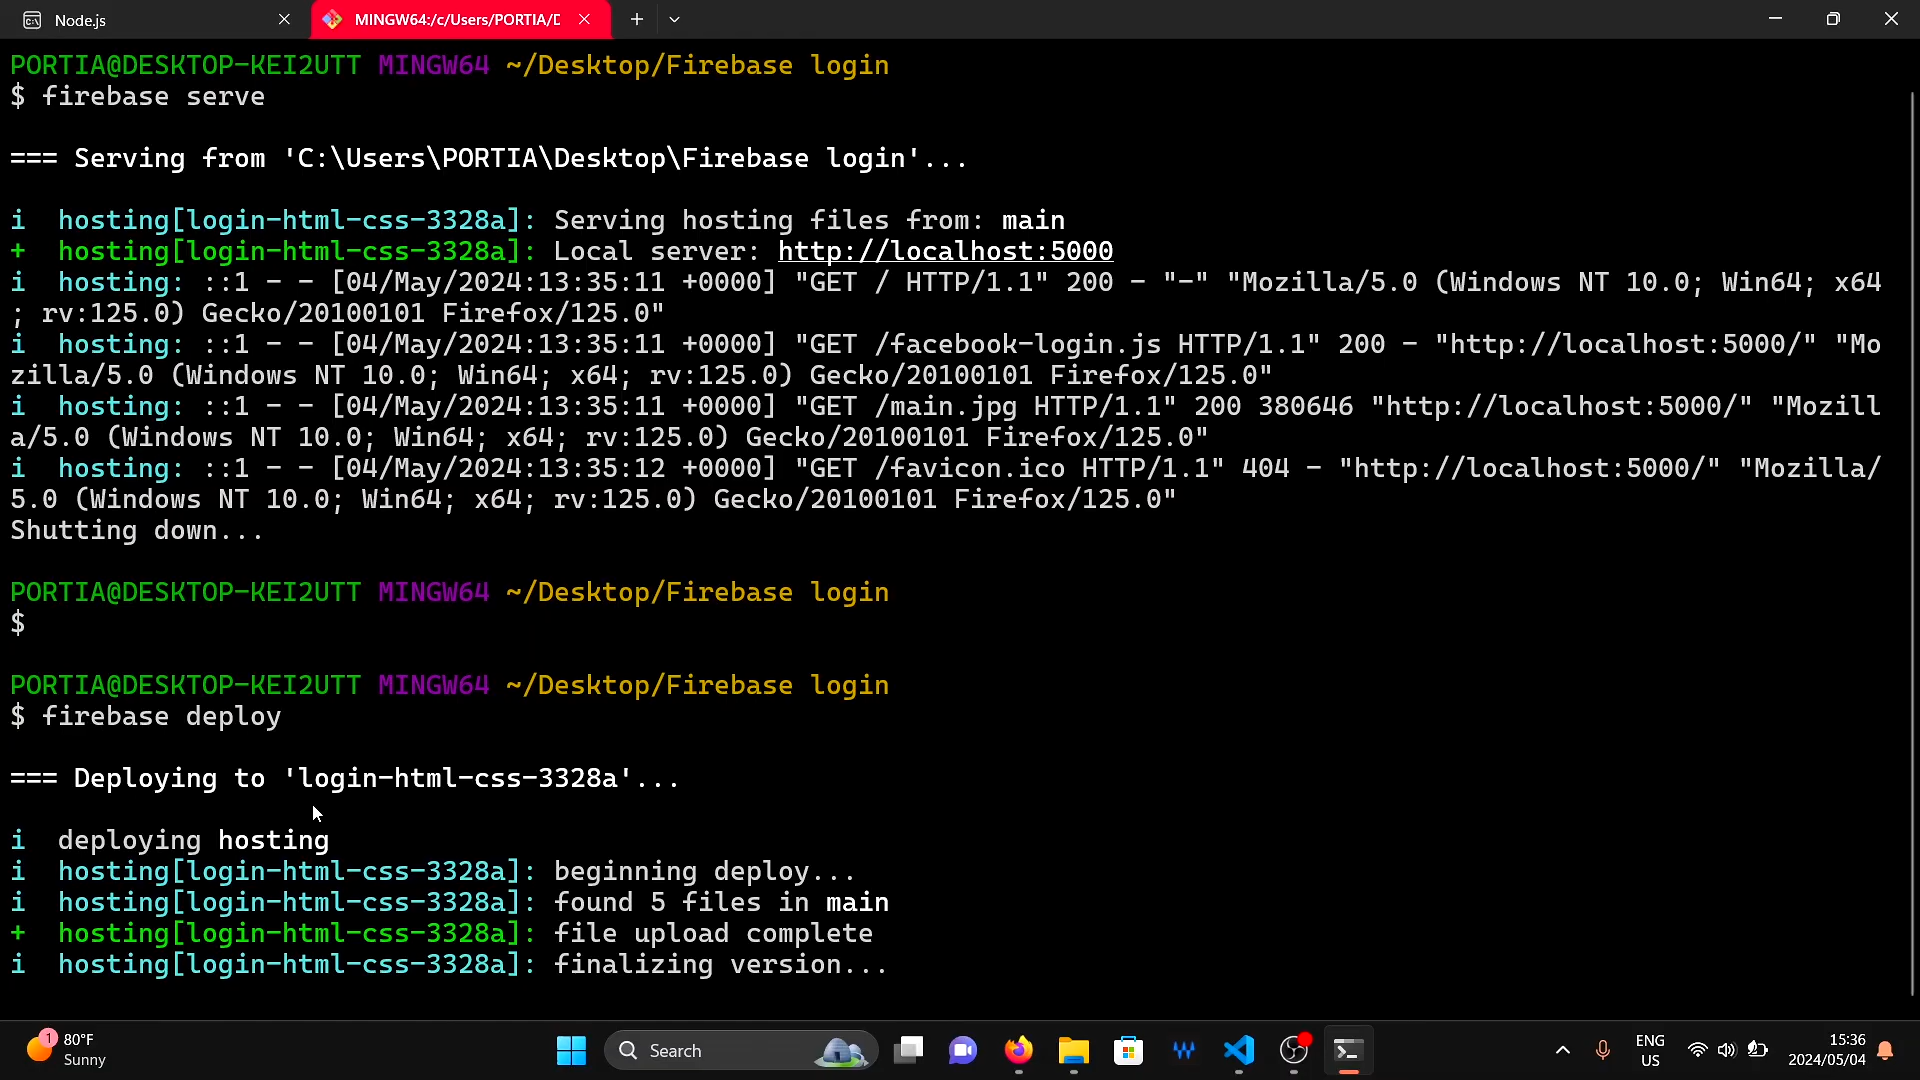 Node.js
MINGW64:/c/Users/PORTIA/D
PORTIA@DESKTOP-KEI2UTT MINGW64 ~/Desktop/Firebase login
$ firebase serve
=== Serving from 'C:\Users\PORTIA\Desktop\Firebase login'...
i  hosting[login-html-css-3328a]: Serving hosting files from: main
+  hosting[login-html-css-3328a]: Local server: http://localhost:5000
i  hosting: ::1 - - [04/May/2024:13:35:11 +0000] "GET / HTTP/1.1" 200 - "-" "Mozilla/5.0 (Windows NT 10.0; Win64; x64
; rv:125.0) Gecko/20100101 Firefox/125.0"
i  hosting: ::1 - - [04/May/2024:13:35:11 +0000] "GET /facebook-login.js HTTP/1.1" 200 - "http://localhost:5000/" "Mo
zilla/5.0 (Windows NT 10.0; Win64; x64; rv:125.0) Gecko/20100101 Firefox/125.0"
i  hosting: ::1 - - [04/May/2024:13:35:11 +0000] "GET /main.jpg HTTP/1.1" 200 380646 "http://localhost:5000/" "Mozill
a/5.0 (Windows NT 10.0; Win64; x64; rv:125.0) Gecko/20100101 Firefox/125.0"
i  hosting: ::1 - - [04/May/2024:13:35:12 +0000] "GET /favicon.ico HTTP/1.1" 404 - "http://localhost:5000/" "Mozilla/
5.0 (Windows NT 10.0; Win64; x64; rv:125.0) Gecko/20100101 Firefox/125.0"
Shutting down...
PORTIA@DESKTOP-KEI2UTT MINGW64 ~/Desktop/Firebase login
$
PORTIA@DESKTOP-KEI2UTT MINGW64 ~/Desktop/Firebase login
$ firebase deploy
=== Deploying to 'login-html-css-3328a'...
i  deploying hosting
i  hosting[login-html-css-3328a]: beginning deploy...
i  hosting[login-html-css-3328a]: found 5 files in main
+  hosting[login-html-css-3328a]: file upload complete
i  hosting[login-html-css-3328a]: finalizing version...
1
80°F
Sunny
Search
ENG
US
15:36
2024/05/04